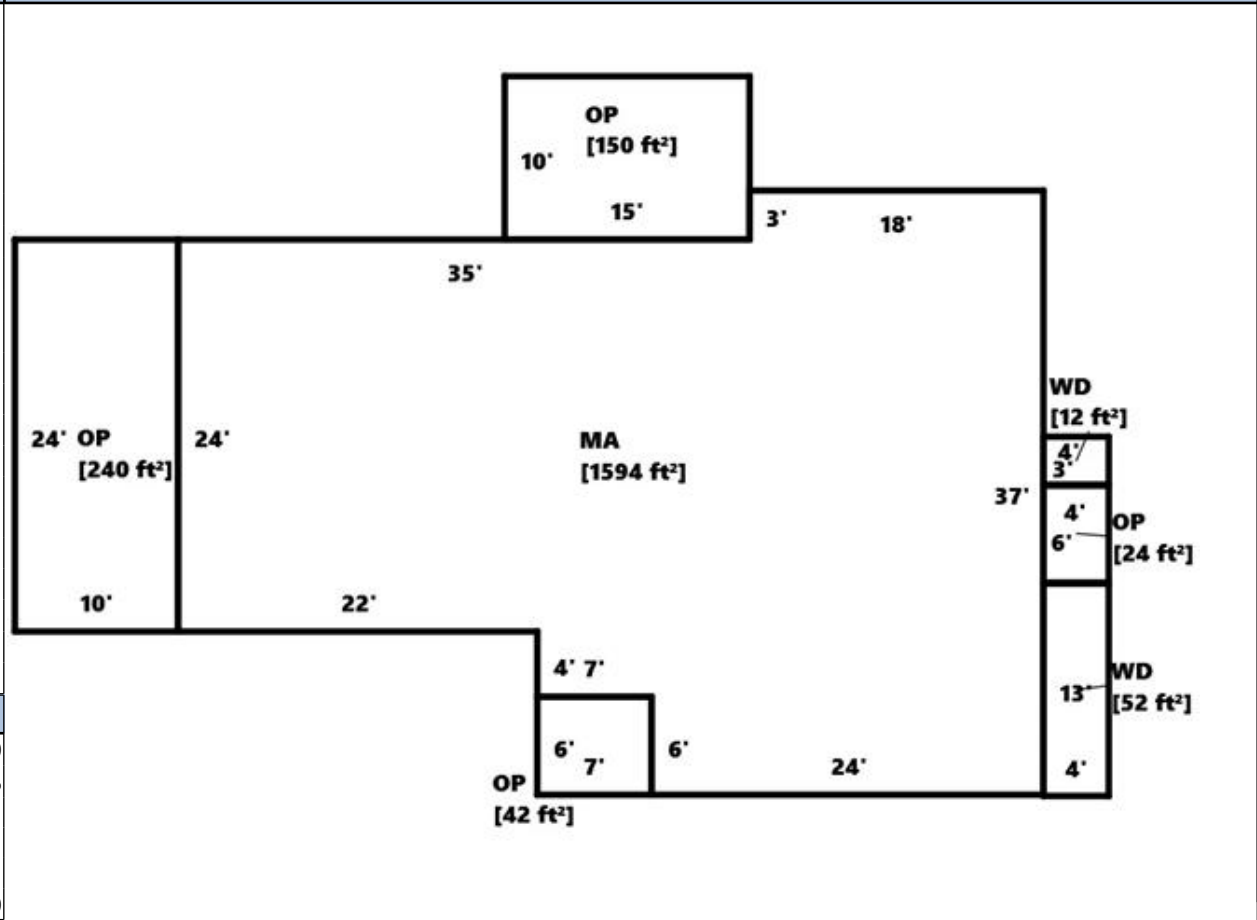 OP
[150 ft²]
10'
15'
3'
18'
35'
WD
[12 ft²]
4'
3'
24' OP
[240 ft²]
24'
MA
[1594 ft²]
37'
4'
6'
OP
[24 ft²]
10'
22'
4' 7'
13'
WD
[52 ft²]
6'
7'
6'
24'
4'
OP
[42 ft²]